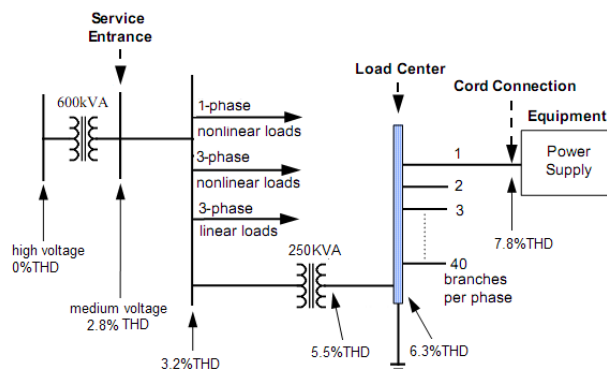 Service
Entrance
600kVA
1-phase
nonlinear loads
3-phase
nonlinear loads
3-phase
linear loads
high voltage
0%THD
medium voltage
2.8% THD
3.2%THD
250KVA
5.5%THD
Load Center
Cord Connection
Equipment
Power
Supply
1
2
3
40
branches
per phase
7.8%THD
6.3%THD